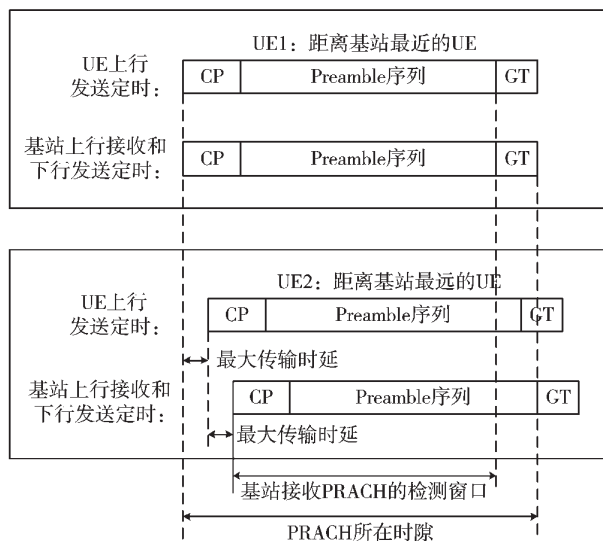 UE1：距离基站最近的UE
UE上行
发送定时：
CP Preamble序列 GT
基站上行接收和
下行发送定时：
CP Preamble序列 GT
UE2：距离基站最远的UE
UE上行
发送定时：
CP Preamble序列 GT
最大传输时延
基站上行接收和
下行发送定时：
CP Preamble序列 GT
最大传输时延
基站接收PRACH的检测窗口
PRACH所在时隙